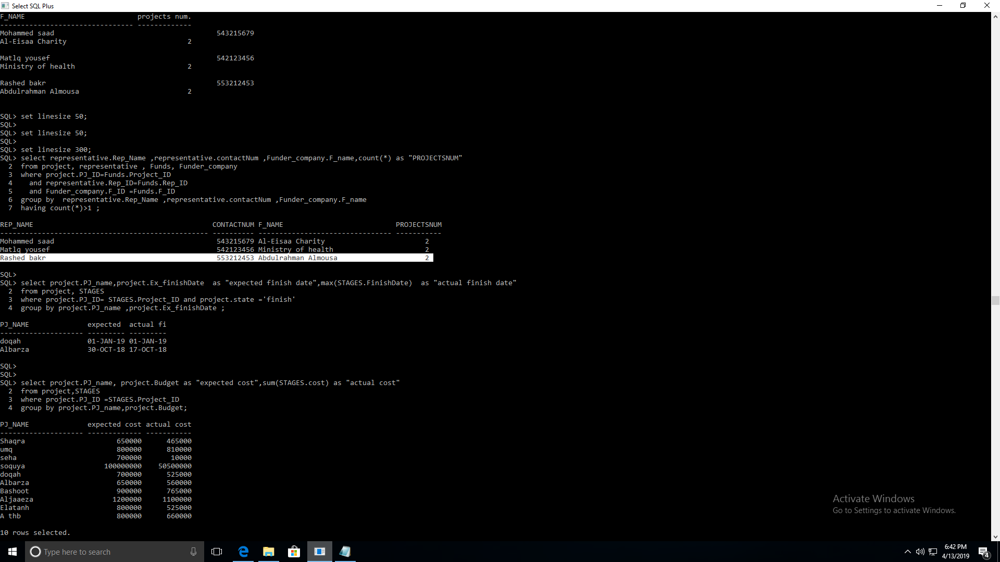 Select SQL Plus
F_NAME                           projects num.
-------------------------------- -------------
Mohammed saad                                       543215679
Al-Eisaa Charity                             2
Matlq yousef                                        542123456
Ministry of health                           2
Rashed bakr                                         553212453
Abdulrahman Almousa                          2
SQL> set linesize 50;
SQL>
SQL> set linesize 50;
SQL>
SQL> set linesize 300;
SQL> select representative.Rep_Name ,representative.contactNum ,Funder_company.F_name,count(*) as "PROJECTSNUM"
  2  from project, representative , Funds, Funder_company
  3  where project.PJ_ID=Funds.Project_ID
  4    and representative.Rep_ID=Funds.Rep_ID
  5    and Funder_company.F_ID =Funds.F_ID
  6  group by  representative.Rep_Name ,representative.contactNum ,Funder_company.F_name
  7  having count(*)>1 ;
REP_NAME                                           CONTACTNUM F_NAME                           PROJECTSNUM
-------------------------------------------------- ---------- -------------------------------- -----------
Mohammed saad                                       543215679 Al-Eisaa Charity                        2
Matlq yousef                                        542123456 Ministry of health                      2
Rashed bakr                                         553212453 Abdulrahman Almousa                     2
SQL>
SQL> select project.PJ_name,project.Ex_finishDate  as "expected finish date",max(STAGES.FinishDate)  as "actual finish date"
  2  from project, STAGES
  3  where project.PJ_ID= STAGES.Project_ID and project.state ='finish'
  4  group by project.PJ_name ,project.Ex_finishDate ;
PJ_NAME              expected  actual fi
-------------------- --------- ---------
doqah                01-JAN-19 01-JAN-19
Albarza              30-OCT-18 17-OCT-18
SQL>
SQL>
SQL> select project.PJ_name, project.Budget as "expected cost",sum(STAGES.cost) as "actual cost"
  2  from project,STAGES
  3  where project.PJ_ID =STAGES.Project_ID
  4  group by project.PJ_name,project.Budget;
PJ_NAME              expected cost actual cost
-------------------- ------------- -----------
Shaqra                      650000      465000
umq                         800000      810000
seha                        700000       10000
soquya                   100000000    50500000
doqah                       700000      525000
Albarza                     650000      560000
Bashoot                     900000      765000
Aljaaeza                   1200000     1100000
Elatanh                     800000      525000
A thb                       800000      660000
10 rows selected.
Activate Windows
Go to Settings to activate Windows.
Type here to search
6:42 PM
4/13/2019
4